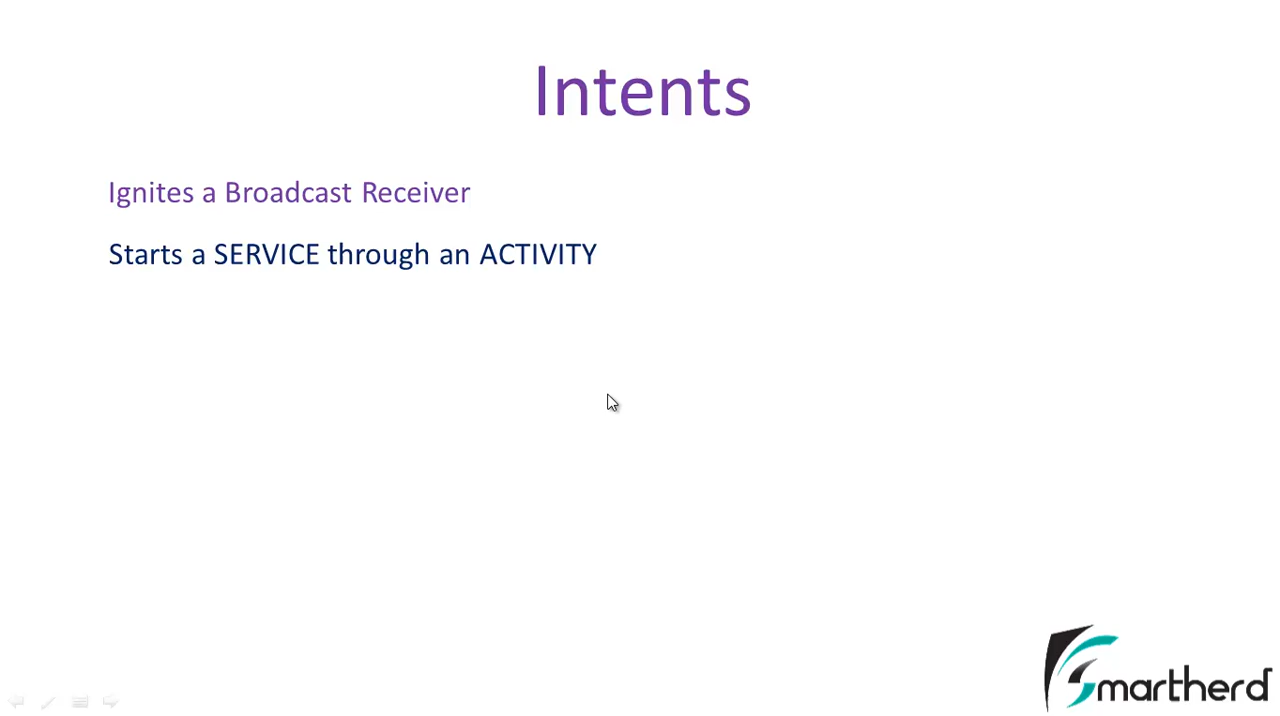 Intents
Ignites a Broadcast Receiver
Starts a SERVICE through an ACTIVITY
Smartherd